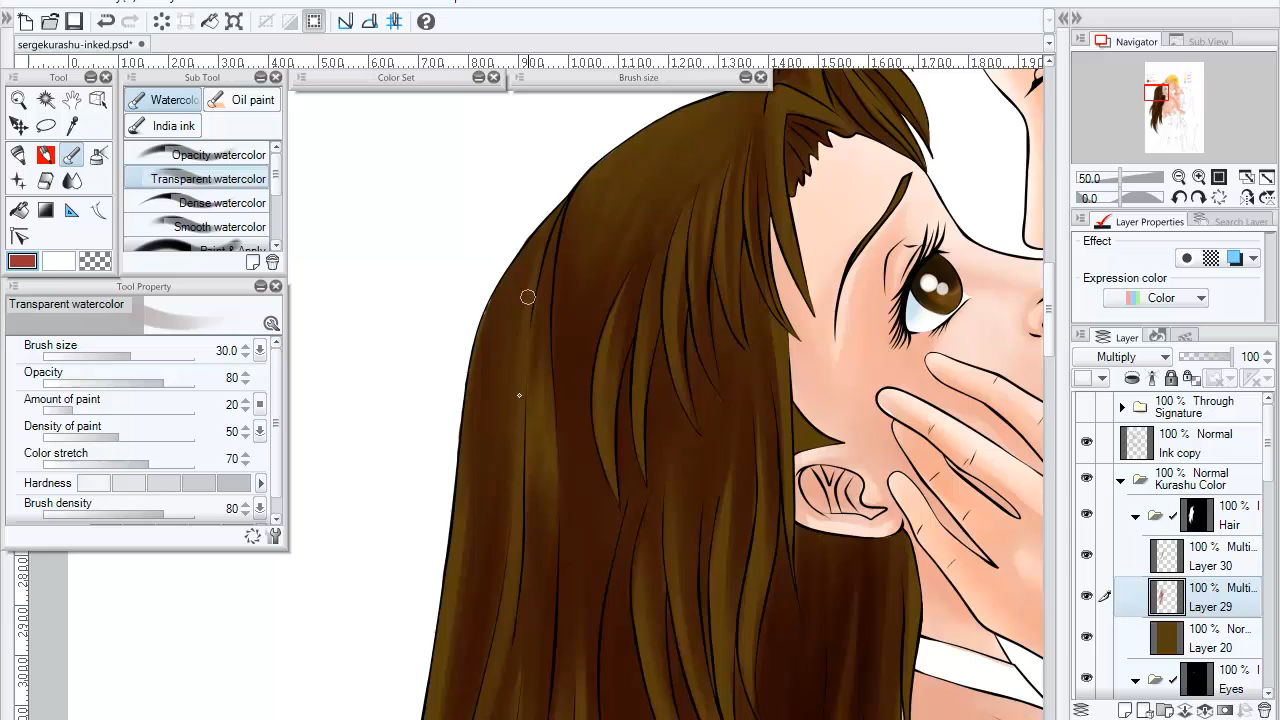 sergekurashu-inked.psd*
Tool
Sub Tool
Color Set
Brush size
Navigator
Sub View
Oil paint
India ink
Opacity watercolor
Transparent watercolor
Dense watercolor
Smooth watercolor
Tool Property
Transparent watercolor
Brush size 30.0
Opacity 80
Amount of paint 20
Density of paint 50
Color stretch 70
Hardness
Brush density 80
50.0
0.0
Layer Properties
Search Layer
Effect
Expression color
Color
Layer
Multiply 100
100 % Through
Signature
100 % Normal
Ink copy
100 % Normal
Kurashu Color
100 %
Hair
100 % Multi...
Layer 30
100 % Multi...
Layer 29
100 % Nor...
Layer 20
100 %
Eyes